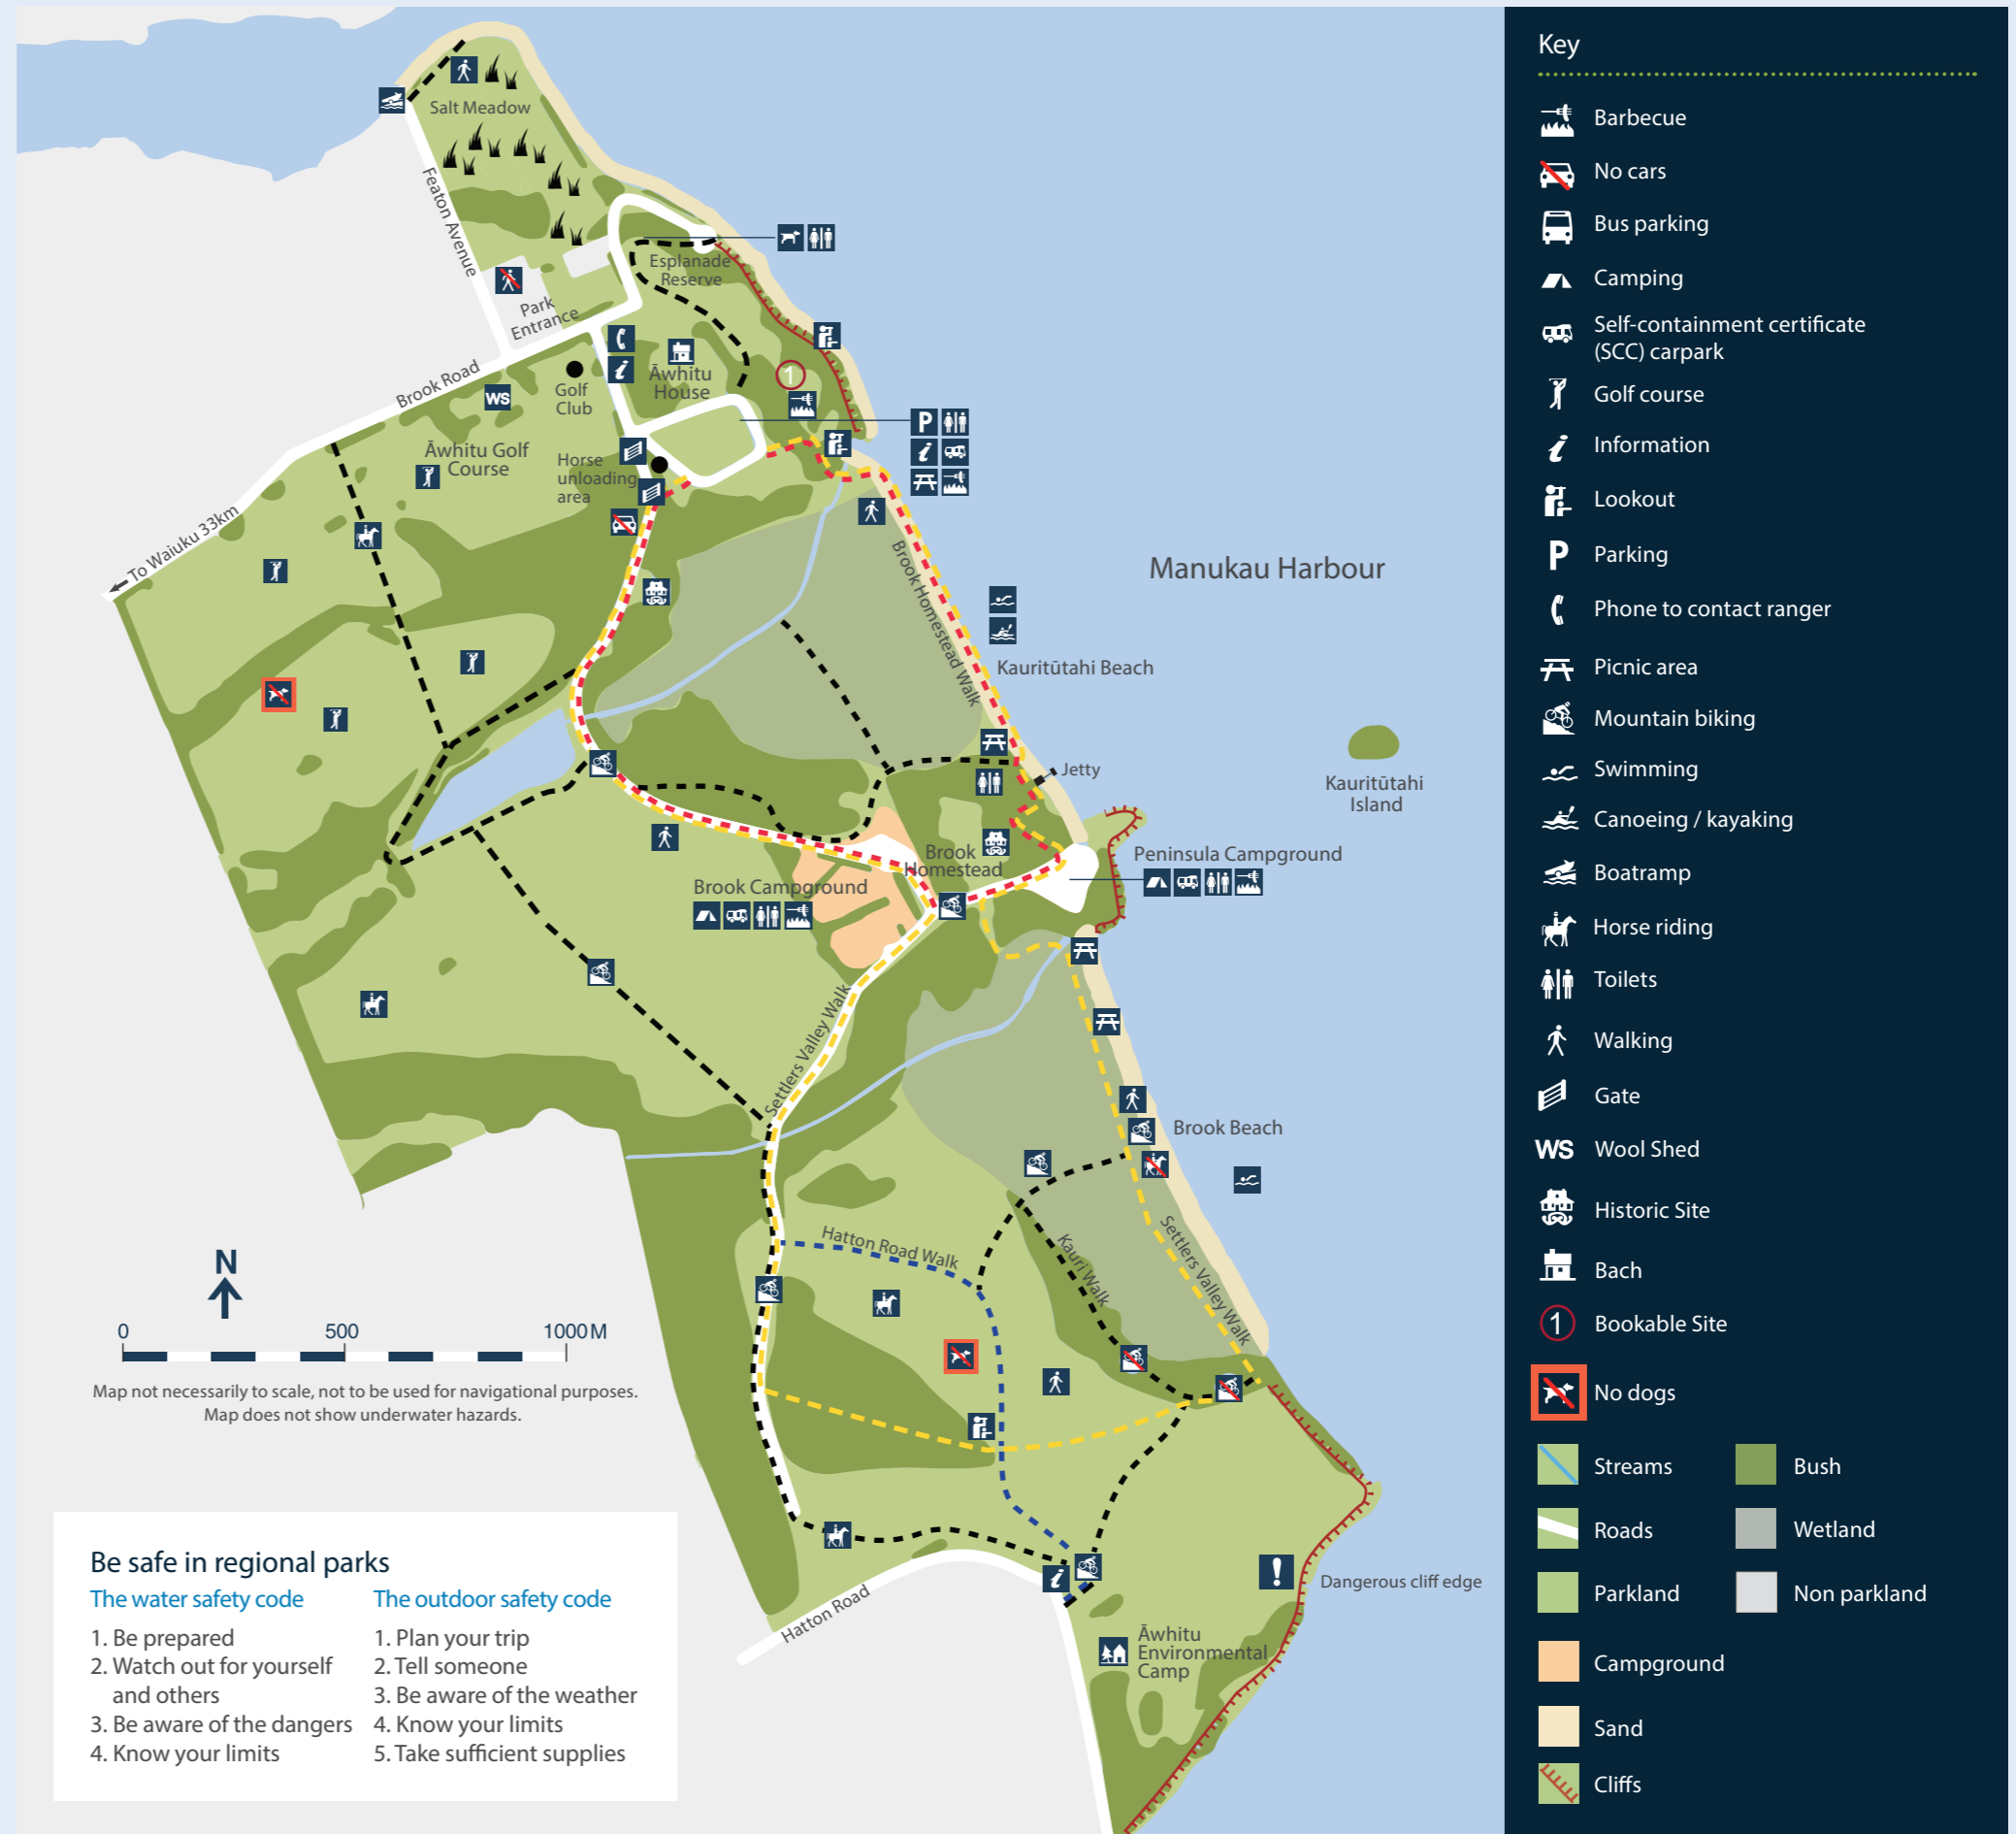 Salt Meadow
Featon Avenue
Esplanade
Reserve
Park
Entrance
Brook Road
WS
Golf
Club
i
Āwhitu
House
1
P
i
Āwhitu Golf
Course
Horse
unloading
area
To Waiuku 33km
Manukau Harbour
Brook Homestead Walk
Kauritūtahi Beach
Jetty
Kauritūtahi
Island
Brook
Homestead
Peninsula Campground
Brook Campground
Settlers Valley Walk
Brook Beach
Hatton Road Walk
Kauri Walk
Settlers Valley Walk
N
0 500 1000M
Map not necessarily to scale, not to be used for navigational purposes.
Map does not show underwater hazards.
i
!
Dangerous cliff edge
Hatton Road
Āwhitu
Environmental
Camp
Be safe in regional parks
The water safety code
1. Be prepared
2. Watch out for yourself
and others
3. Be aware of the dangers
4. Know your limits
The outdoor safety code
1. Plan your trip
2. Tell someone
3. Be aware of the weather
4. Know your limits
5. Take sufficient supplies
Key
Barbecue
No cars
Bus parking
Camping
Self-containment certificate
(SCC) carpark
Golf course
i Information
Lookout
P Parking
Phone to contact ranger
Picnic area
Mountain biking
Swimming
Canoeing / kayaking
Boatramp
Horse riding
Toilets
Walking
Gate
WS Wool Shed
Historic Site
Bach
1 Bookable Site
No dogs
Streams
Bush
Roads
Wetland
Parkland
Non parkland
Campground
Sand
Cliffs